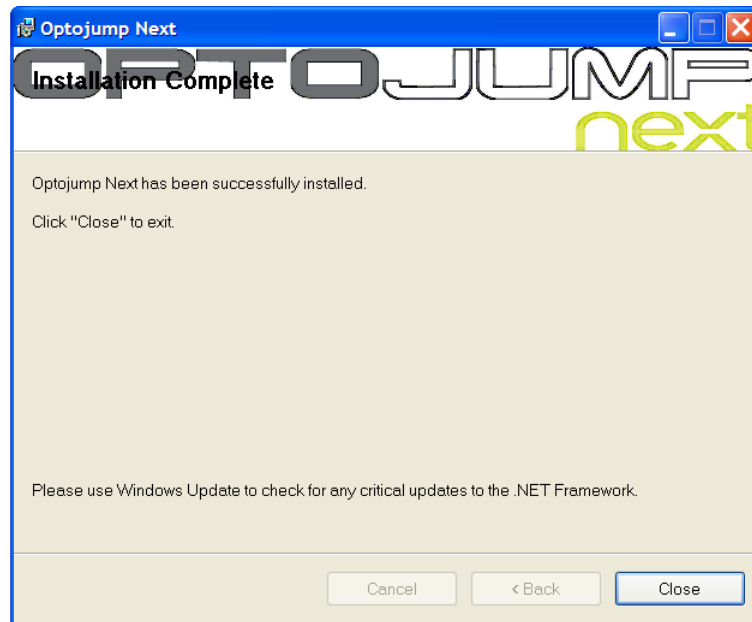 Optojump Next
OPTOJUMP
next
Installation Complete
Optojump Next has been successfully installed.
Click "Close" to exit.
Please use Windows Update to check for any critical updates to the .NET Framework.
Cancel
< Back
Close